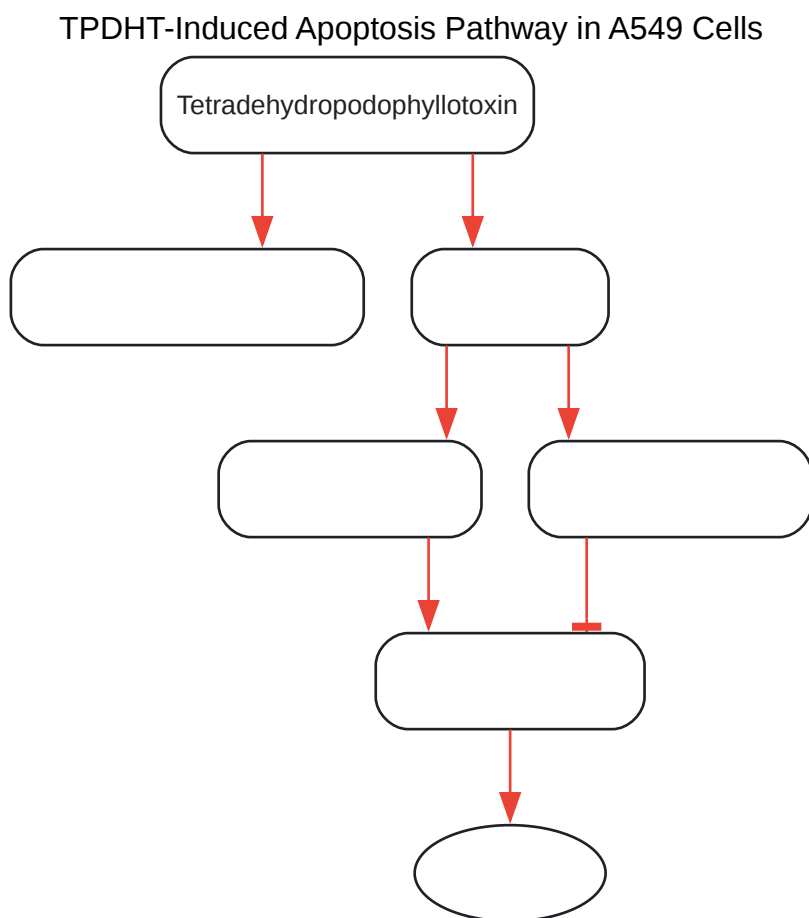 TPDHT-Induced Apoptosis Pathway in A549 Cells
Tetradehydropodophyllotoxin